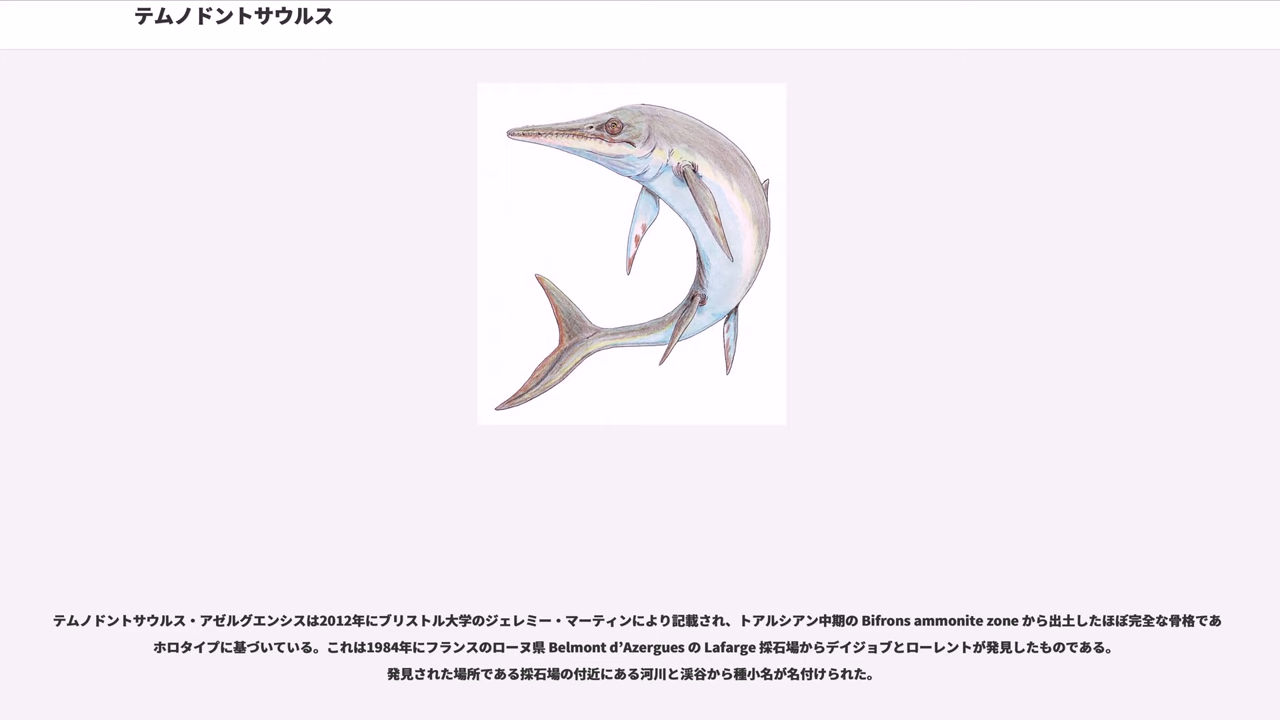 テムノドントサウルス
テムノドントサウルス・アゼルグエンシスは2012年にブリストル大学のジェレミー・マーティンにより記載され、トアルシアン中期の Bifrons ammonite zone から出土したほぼ完全な骨格であ
ホロタイプに基づいている。これは1984年にフランスのローヌ県 Belmont d’Azergues の Lafarge 採石場からデイジョブとローレントが発見したものである。
発見された場所である採石場の付近にある河川と渓谷から種小名が名付けられた。